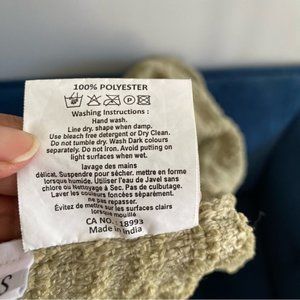 100% POLYESTER
Washing Instructions :
Hand wash.
Line dry. shape when damp.
Use bleach free detergent or Dry Clean.
Do not tumble dry. Wash Dark colours
separately. Do not Iron. Avoid putting on
light surfaces when wet.
lavage des mains
délicat. Suspendre pour sécher. mettre en forme
lorsque humide. Utiliser l'eau de Javel sans
chlore ou Nettoyage à Sec. Pas de culbutage.
Laver les couleurs foncées séparément.
ne pas repasser.
Évitez de mettre sur les surfaces clairs
lorsque mouillé
CA NO.: 18993
Made in India
S